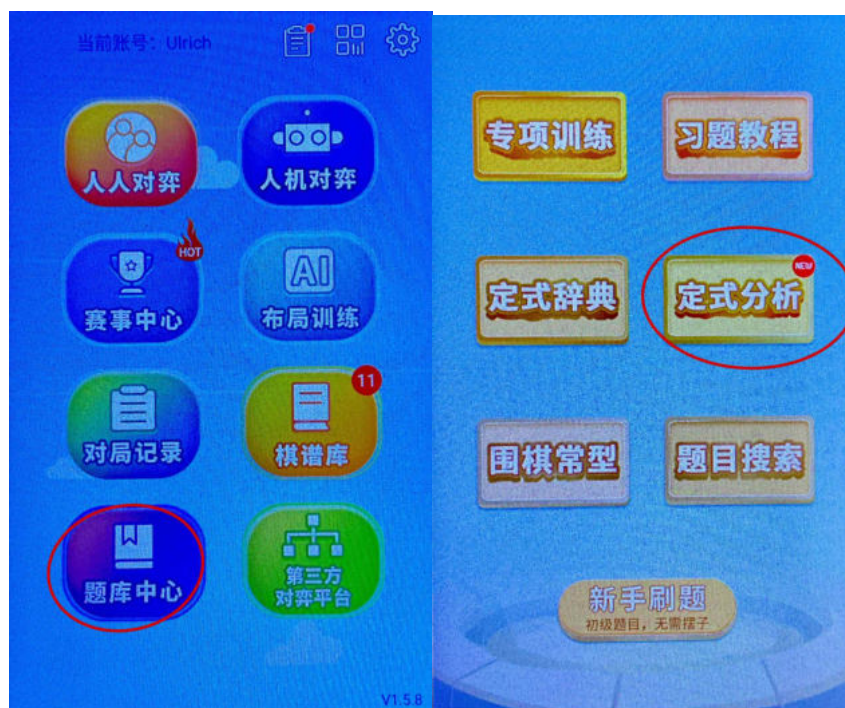 当前账号：Ulrich
人人对弈
人机对弈
HOT
赛事中心
AI
布局训练
对局记录
11
棋谱库
题库中心
第三方
对弈平台
V1.5.8
专项训练
习题教程
定式辞典
NEW
定式分析
围棋常型
题目搜索
新手刷题
初级题目，无需摆子